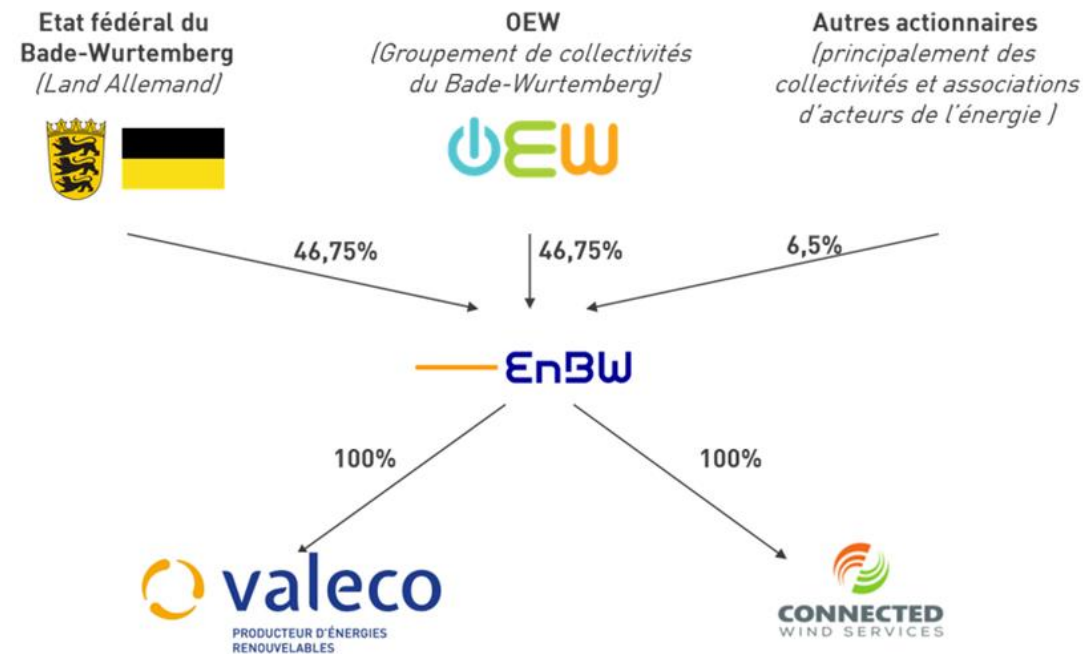 Etat fédéral du
Bade-Wurtemberg
(Land Allemand)
OEW
(Groupement de collectivités
du Bade-Wurtemberg)
OEW
Autres actionnaires
(principalement des
collectivités et associations
d'acteurs de l'énergie )
46,75%
46,75%
6,5%
EnBW
100%
100%
valeco
PRODUCTEUR D'ÉNERGIES
RENOUVELABLES
CONNECTED
WIND SERVICES